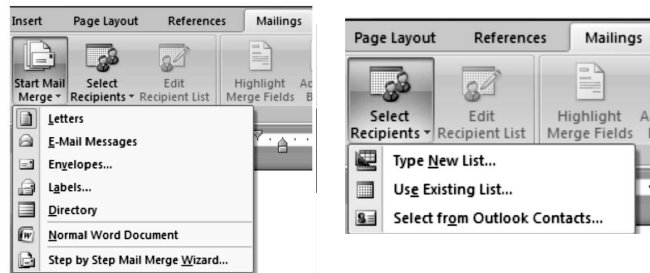 Insert Page Layout References Mailings
Start Mail Merge Select Recipients Edit Recipient List Highlight Merge Fields
Letters
E-Mail Messages
Envelopes...
Labels...
Directory
Normal Word Document
Step by Step Mail Merge Wizard...
Page Layout References Mailings
Select Recipients Edit Recipient List Highlight Merge Fields
Type New List...
Use Existing List...
Select from Outlook Contacts...